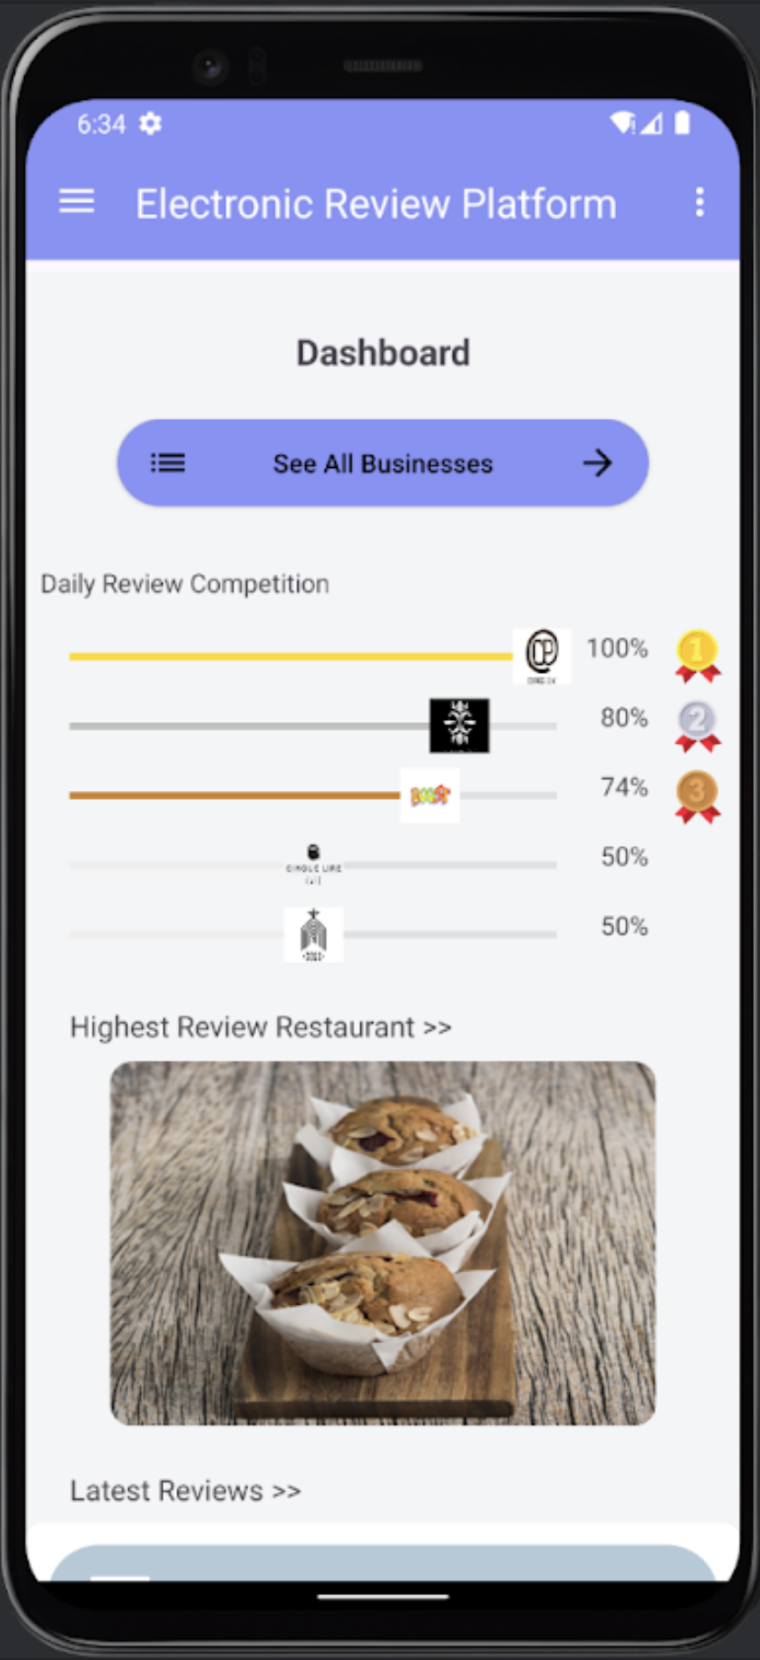 6:34
Electronic Review Platform
Dashboard
See All Businesses
Daily Review Competition
100%
1
80%
2
BOOST
74%
3
CIRCLE LIKE
50%
50%
Highest Review Restaurant >>
Latest Reviews >>